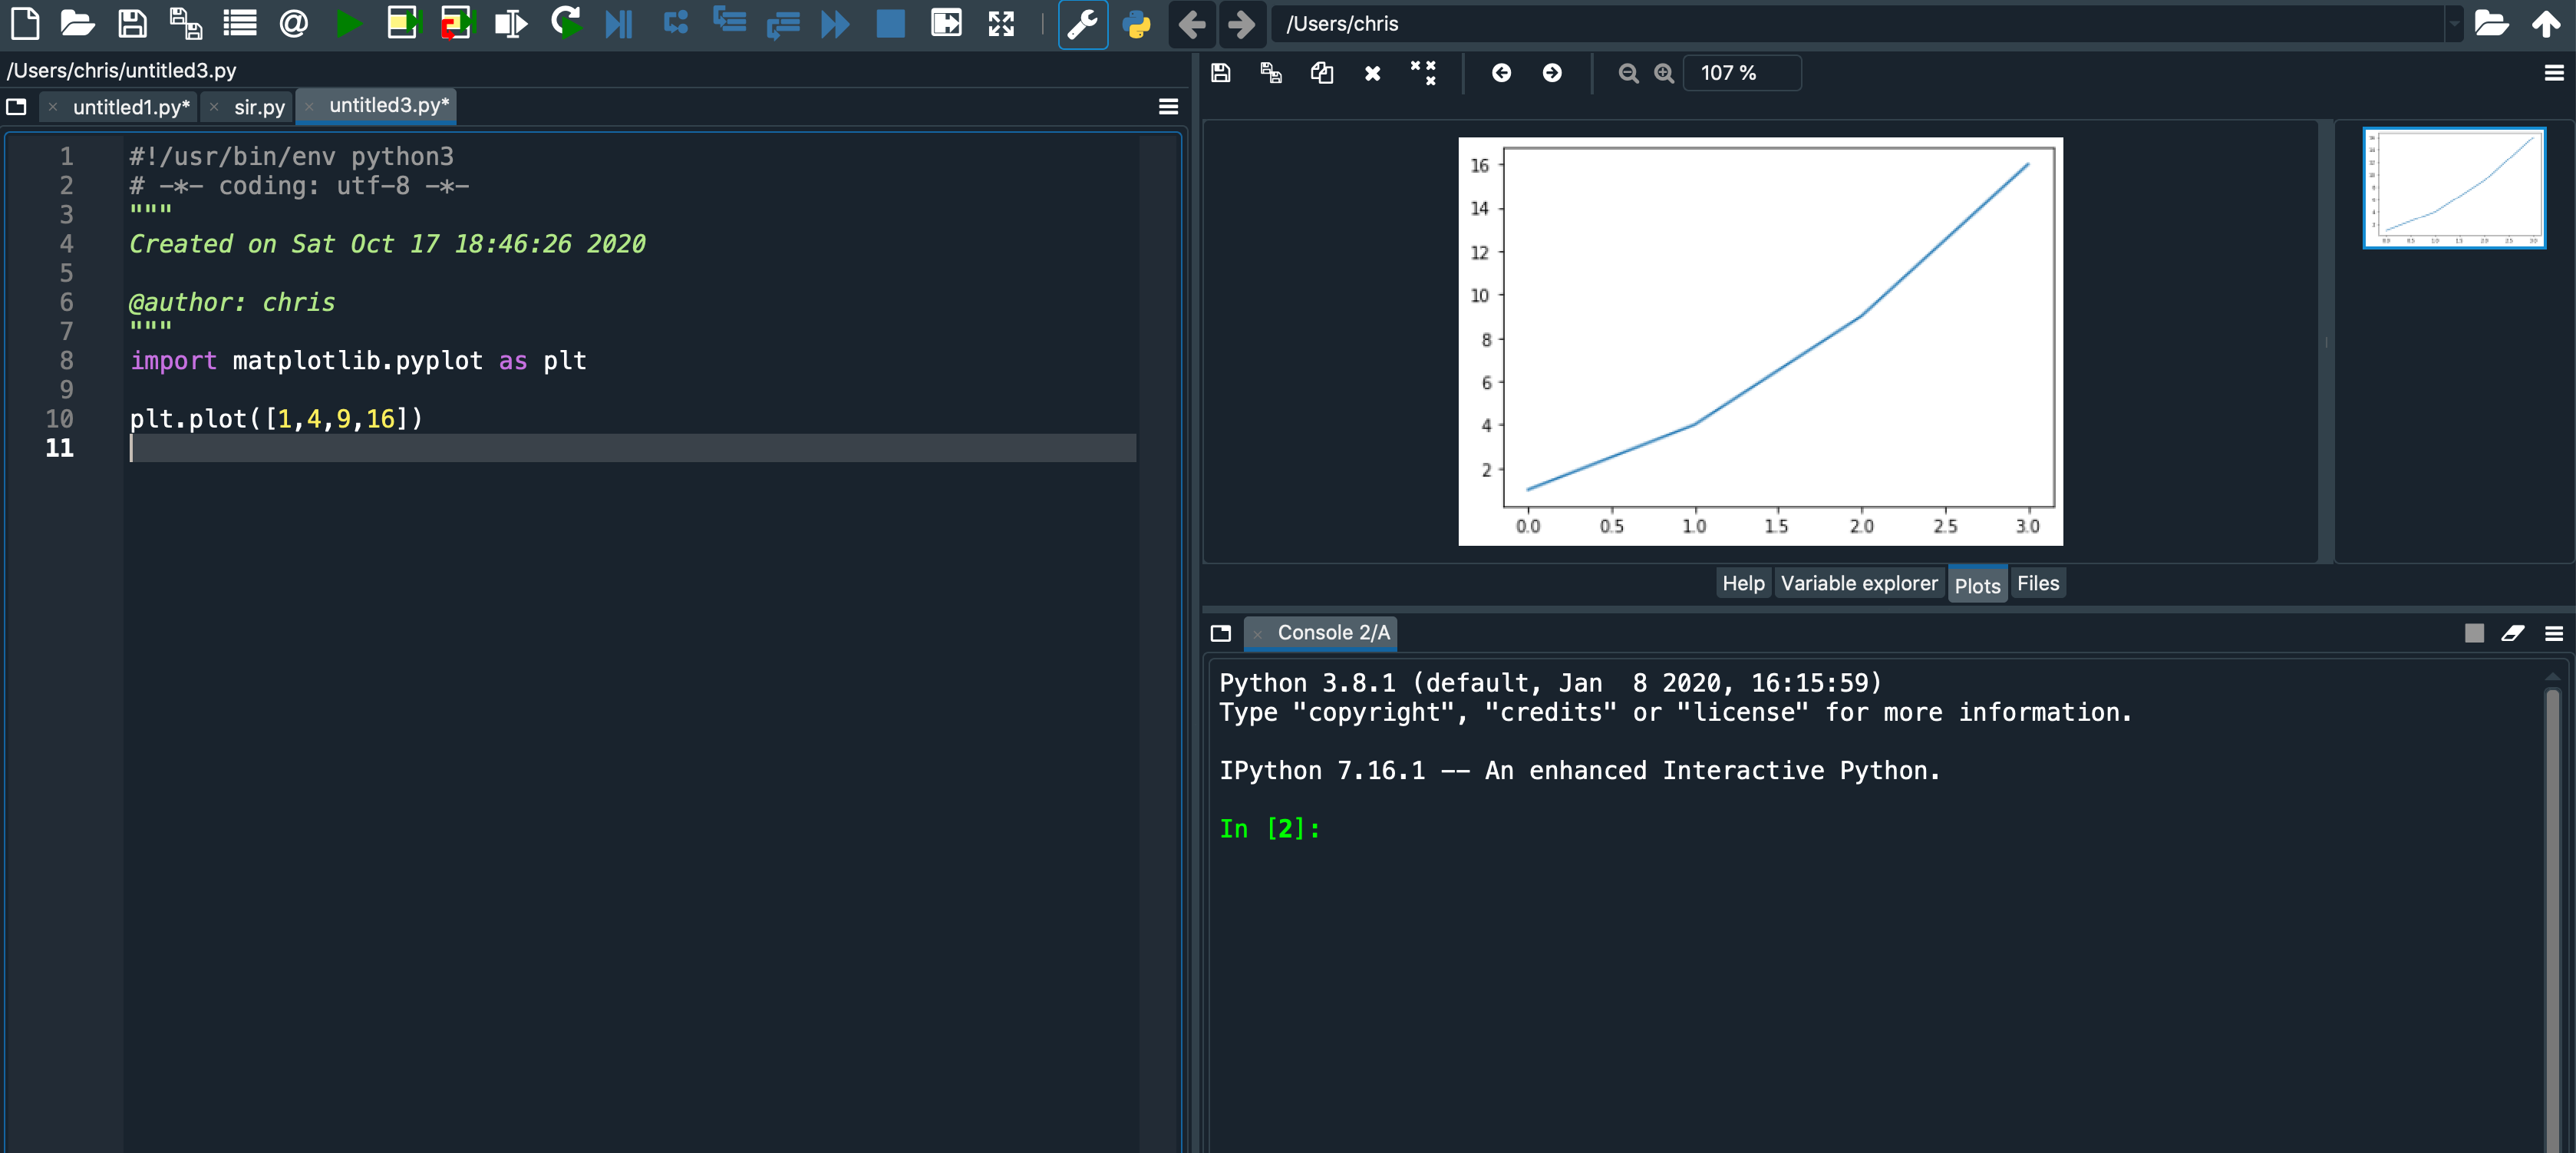 /Users/chris
/Users/chris/untitled3.py
untitled1.py*
sir.py
untitled3.py*
1 #!/usr/bin/env python3
2 # -*- coding: utf-8 -*-
3 """
4 Created on Sat Oct 17 18:46:26 2020
5
6 @author: chris
7 """
8 import matplotlib.pyplot as plt
9
10 plt.plot([1,4,9,16])
11
107 %
16
14
12
10
8
6
4
2
0.0 0.5 1.0 1.5 2.0 2.5 3.0
Help Variable explorer Plots Files
Console 2/A
Python 3.8.1 (default, Jan  8 2020, 16:15:59)
Type "copyright", "credits" or "license" for more information.
IPython 7.16.1 -- An enhanced Interactive Python.
In [2]: